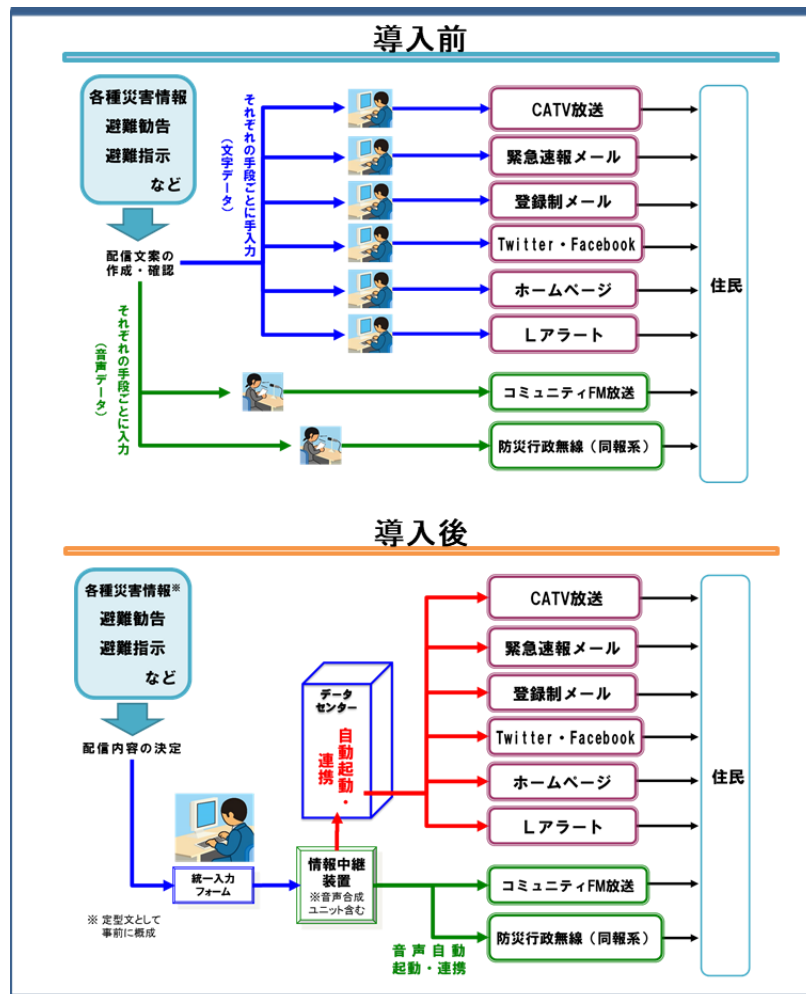 導入前
各種災害情報
避難勧告
避難指示
など
配信文案の
作成・確認
それぞれの手段ごとに手入力
（文字データ）
それぞれの手段ごとに入力
（音声データ）
CATV放送
緊急速報メール
登録制メール
Twitter・Facebook
ホームページ
Lアラート
コミュニティFM放送
防災行政無線（同報系）
住民
導入後
各種災害情報※
避難勧告
避難指示
など
配信内容の決定
統一入力
フォーム
※ 定型文として
事前に概成
データ
センター
自動起動・
連携
情報中継
装置
※音声合成
ユニット含む
音声自動
起動・連携
CATV放送
緊急速報メール
登録制メール
Twitter・Facebook
ホームページ
Lアラート
コミュニティFM放送
防災行政無線（同報系）
住民